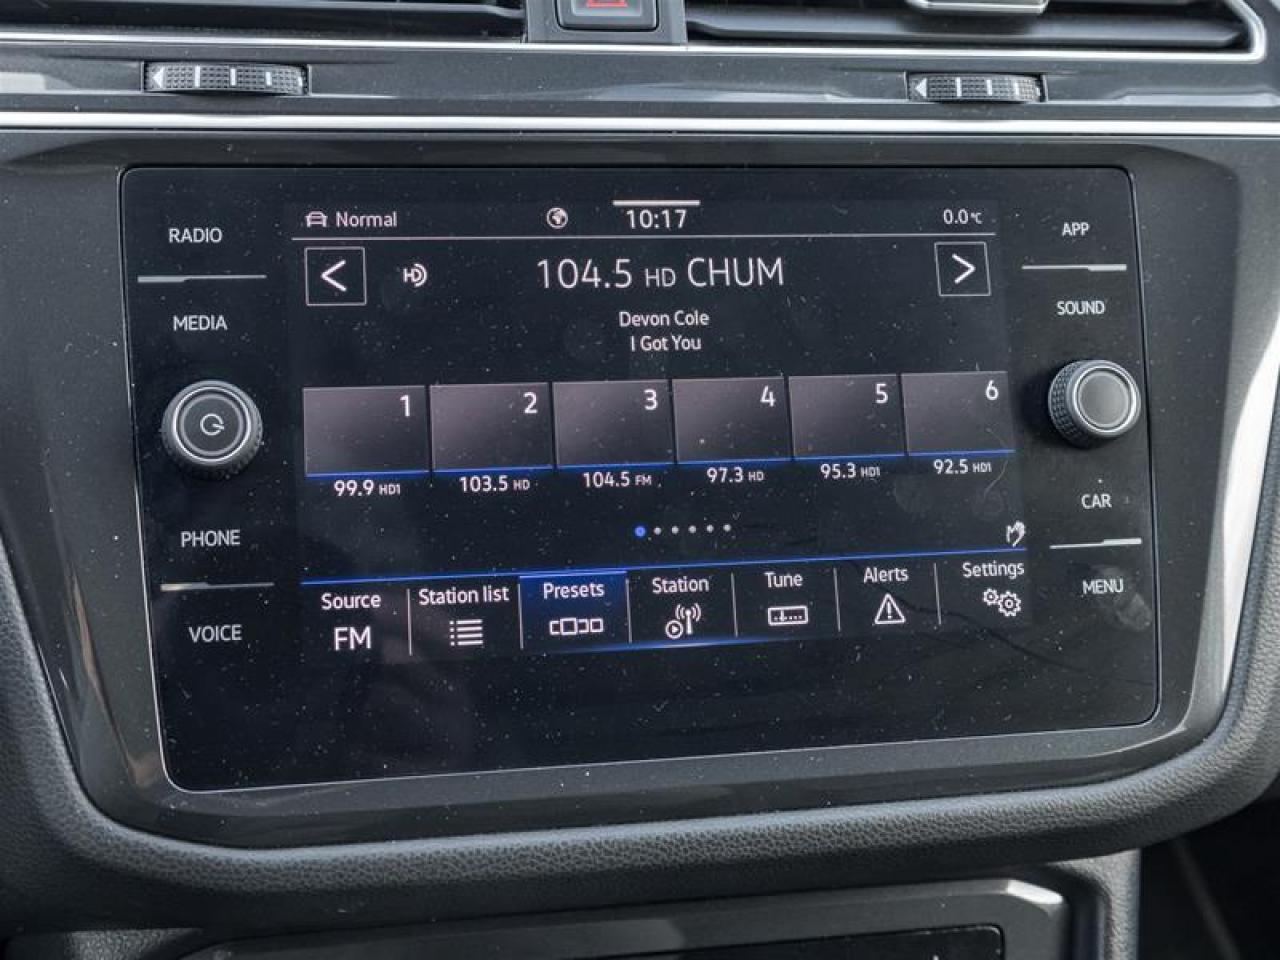 Normal 10:17 0.0°C
RADIO
MEDIA
PHONE
VOICE
104.5 HD CHUM
Devon Cole
I Got You
1 2 3 4 5 6
99.9 HD1 103.5 HD 104.5 FM 97.3 HD 95.3 HD1 92.5 HD1
Source Station list Presets Station Tune Alerts Settings
FM
APP
SOUND
CAR
MENU